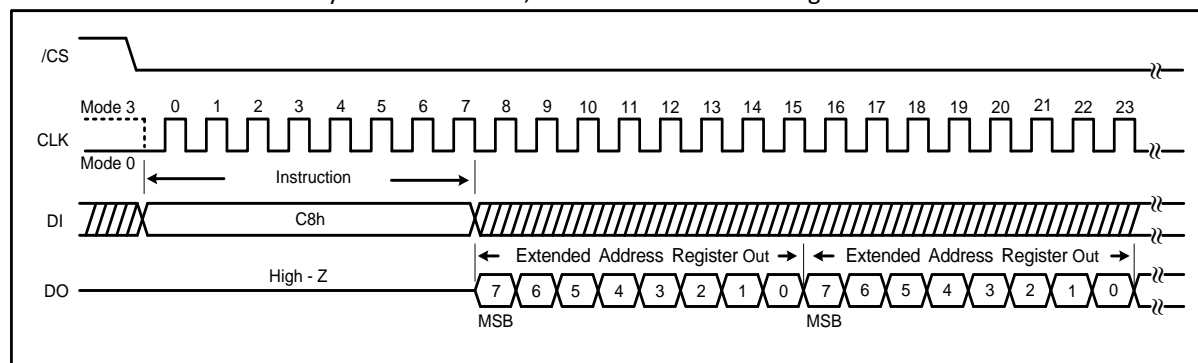 /CS
Mode 3 0 1 2 3 4 5 6 7 8 9 10 11 12 13 14 15 16 17 18 19 20 21 22 23
CLK
Mode 0
Instruction
DI C8h
Extended Address Register Out Extended Address Register Out
High - Z
DO 7 6 5 4 3 2 1 0 7 6 5 4 3 2 1 0
MSB MSB